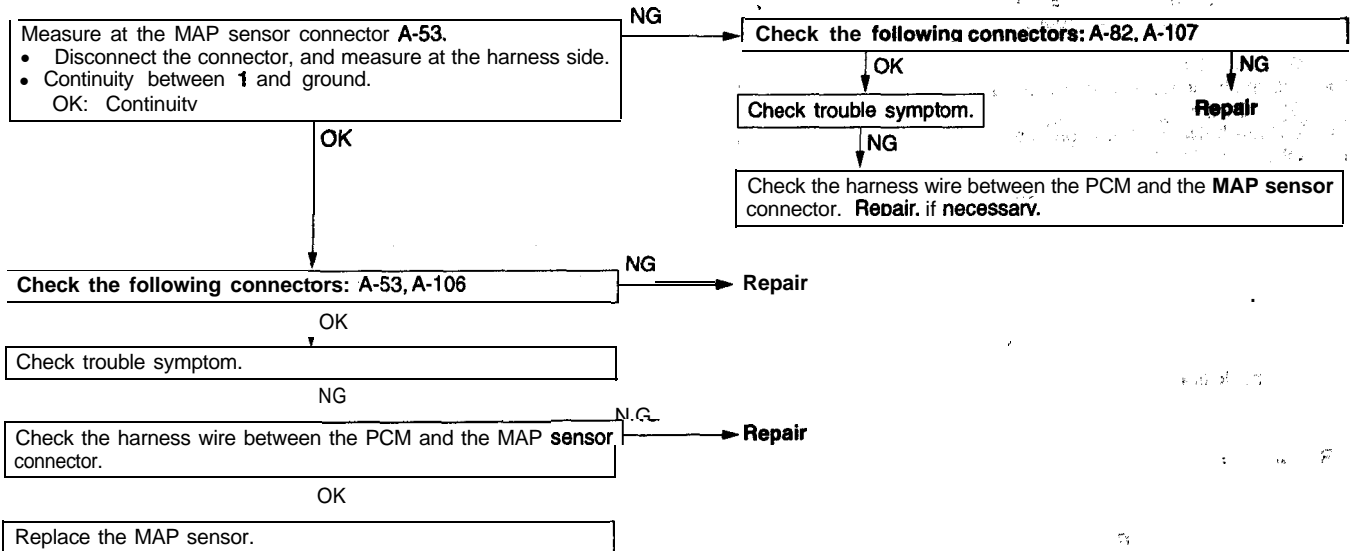 Measure at the MAP sensor connector A-53.
• Disconnect the connector, and measure at the harness side.
• Continuity between 1 and ground.
OK: Continuity
NG
Check the following connectors: A-82, A-107
OK
NG
Check trouble symptom.
Repair
NG
Check the harness wire between the PCM and the MAP sensor
connector. Repair, if necessary.
OK
Check the following connectors: A-53, A-106
NG
Repair
OK
Check trouble symptom.
NG
Check the harness wire between the PCM and the MAP sensor
connector.
N.G.
Repair
OK
Replace the MAP sensor.